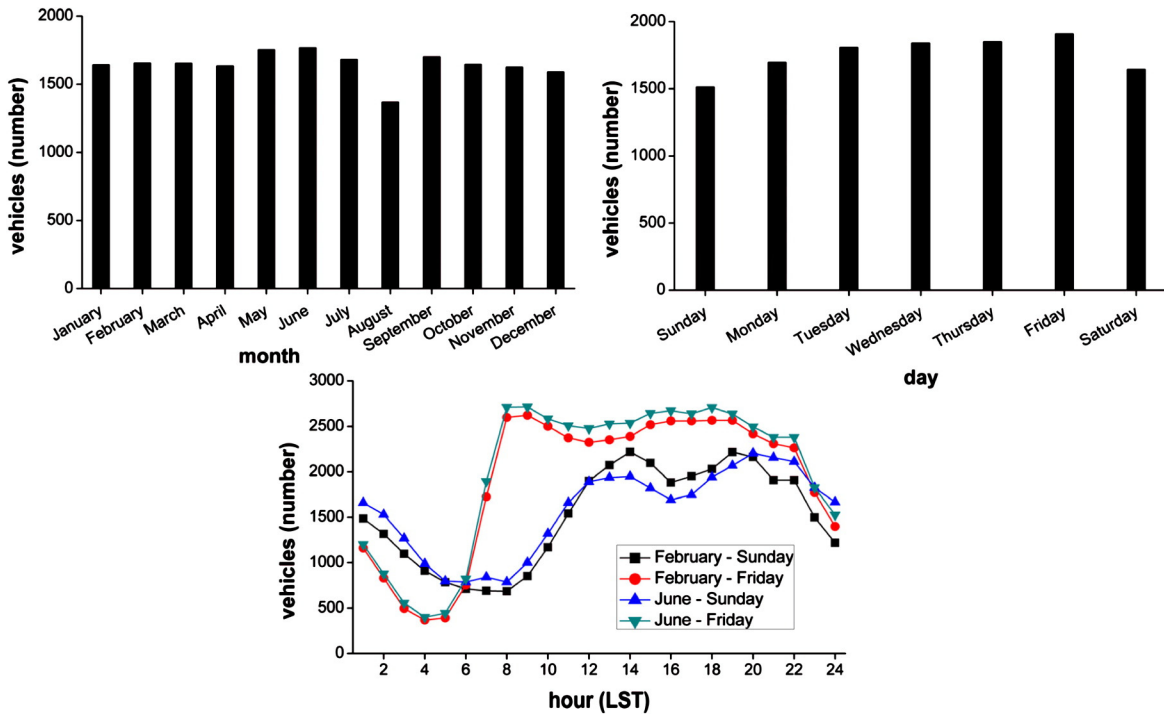 2000
1500
1000
500
0
vehicles (number)
January
February
March
April
May
June
July
August
September
October
November
December
month
2000
1500
1000
500
0
vehicles (number)
Sunday
Monday
Tuesday
Wednesday
Thursday
Friday
Saturday
day
3000
2500
2000
1500
1000
500
0
vehicles (number)
February - Sunday
February - Friday
June - Sunday
June - Friday
2 4 6 8 10 12 14 16 18 20 22 24
hour (LST)